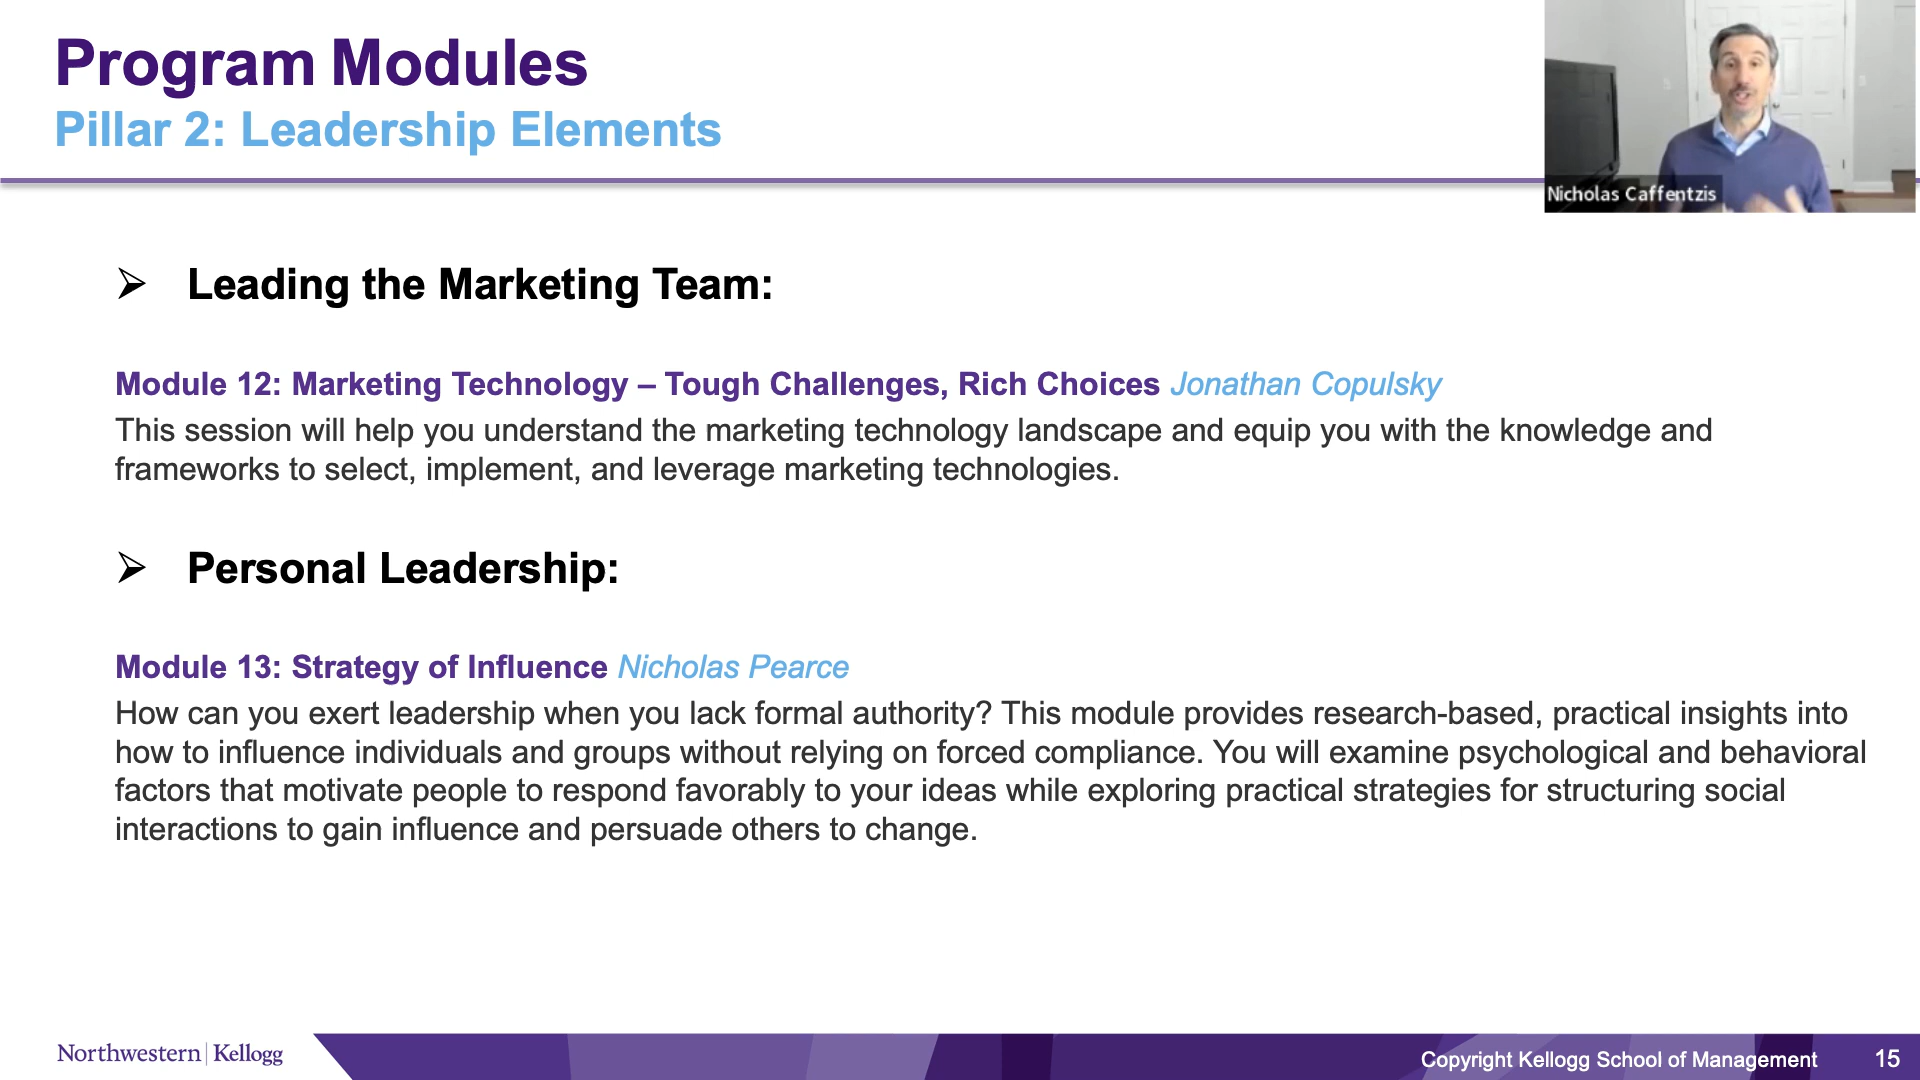 Program Modules
Pillar 2: Leadership Elements
Nicholas Caffentzis
➢ Leading the Marketing Team:
Module 12: Marketing Technology – Tough Challenges, Rich Choices Jonathan Copulsky
This session will help you understand the marketing technology landscape and equip you with the knowledge and
frameworks to select, implement, and leverage marketing technologies.
➢ Personal Leadership:
Module 13: Strategy of Influence Nicholas Pearce
How can you exert leadership when you lack formal authority? This module provides research-based, practical insights into
how to influence individuals and groups without relying on forced compliance. You will examine psychological and behavioral
factors that motivate people to respond favorably to your ideas while exploring practical strategies for structuring social
interactions to gain influence and persuade others to change.
Northwestern | Kellogg
Copyright Kellogg School of Management 15